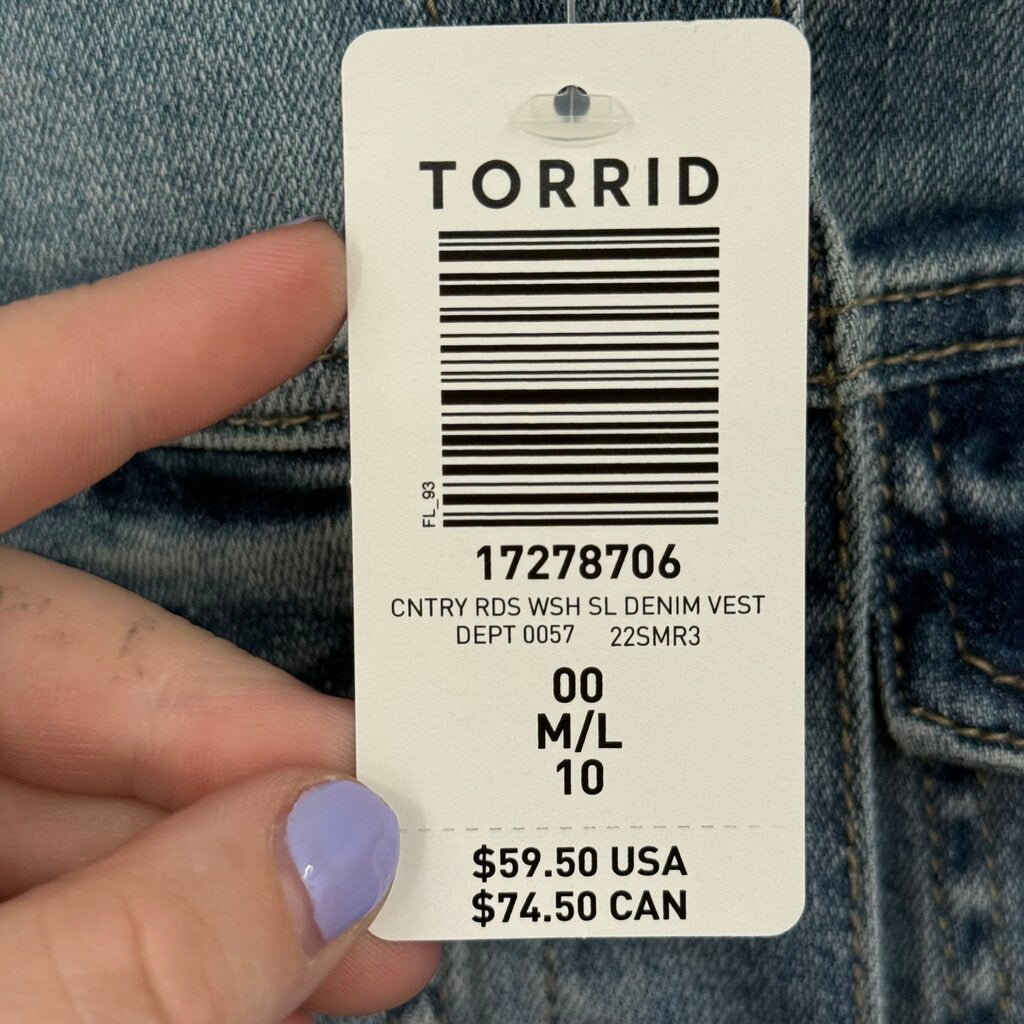 TORRID
FL_93
17278706
CNTRY RDS WSH SL DENIM VEST
DEPT 0057 22SMR3
00
M/L
10
$59.50 USA
$74.50 CAN